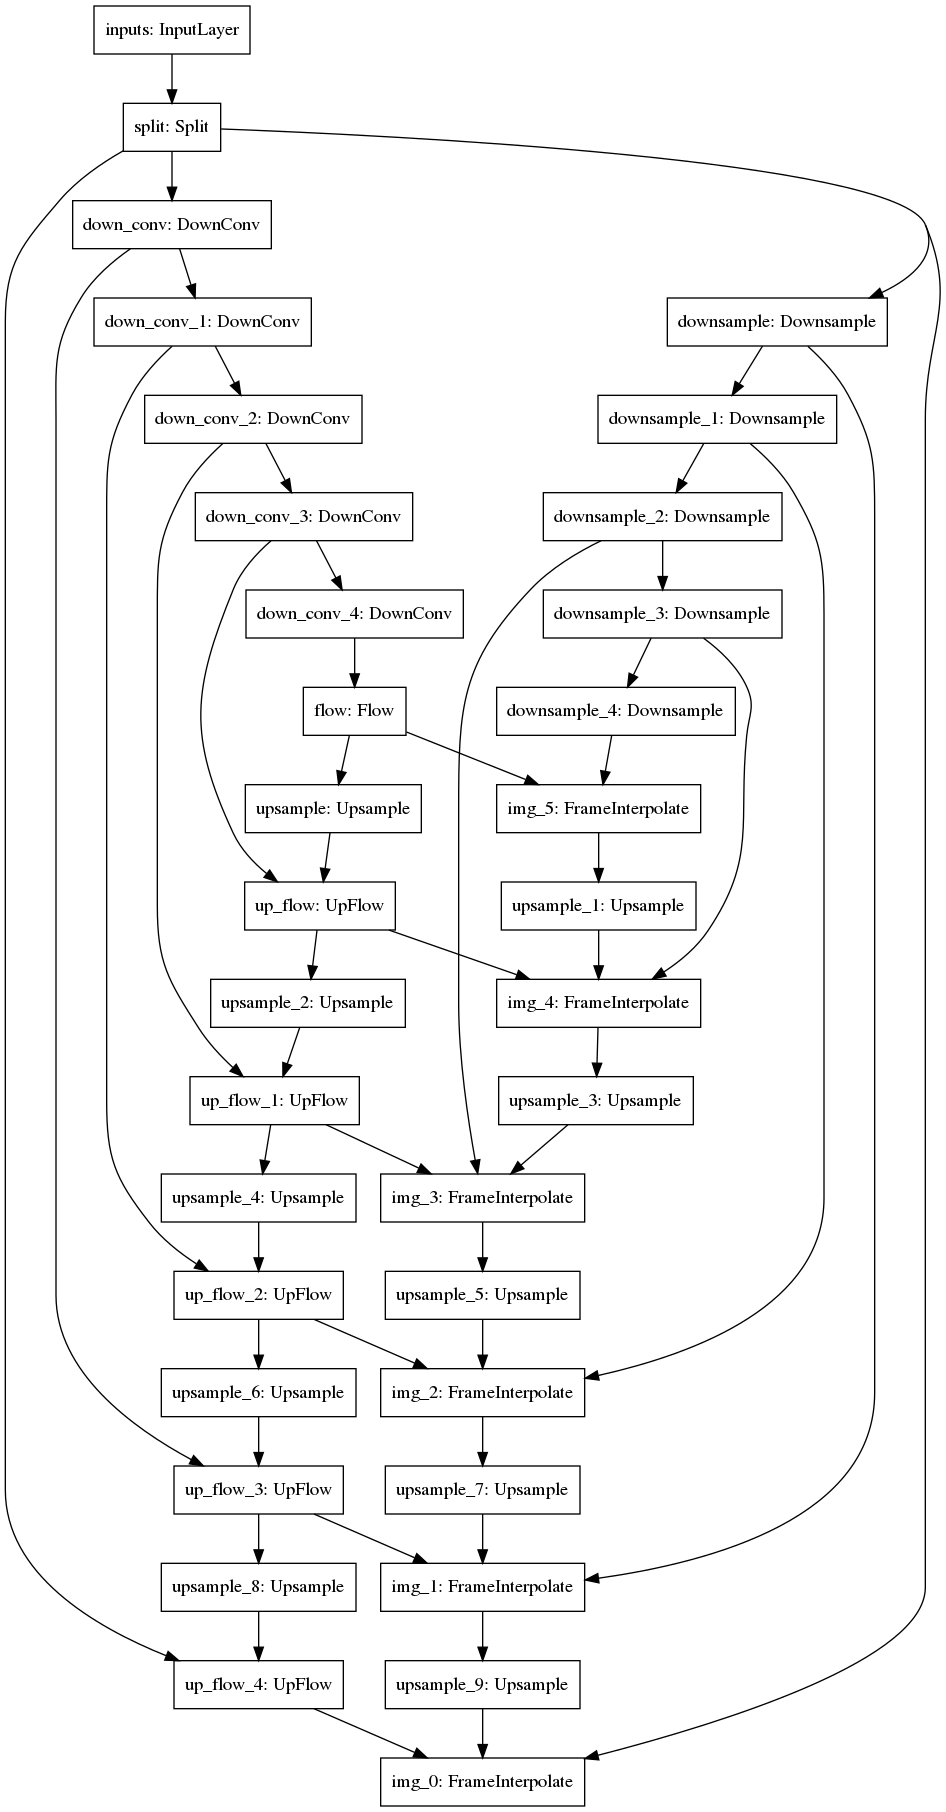 inputs: InputLayer
split: Split
down_conv: DownConv
down_conv_1: DownConv
downsample: Downsample
down_conv_2: DownConv
downsample_1: Downsample
down_conv_3: DownConv
downsample_2: Downsample
down_conv_4: DownConv
downsample_3: Downsample
flow: Flow
downsample_4: Downsample
upsample: Upsample
img_5: FrameInterpolate
up_flow: UpFlow
upsample_1: Upsample
upsample_2: Upsample
img_4: FrameInterpolate
up_flow_1: UpFlow
upsample_3: Upsample
upsample_4: Upsample
img_3: FrameInterpolate
up_flow_2: UpFlow
upsample_5: Upsample
upsample_6: Upsample
img_2: FrameInterpolate
up_flow_3: UpFlow
upsample_7: Upsample
upsample_8: Upsample
img_1: FrameInterpolate
up_flow_4: UpFlow
upsample_9: Upsample
img_0: FrameInterpolate